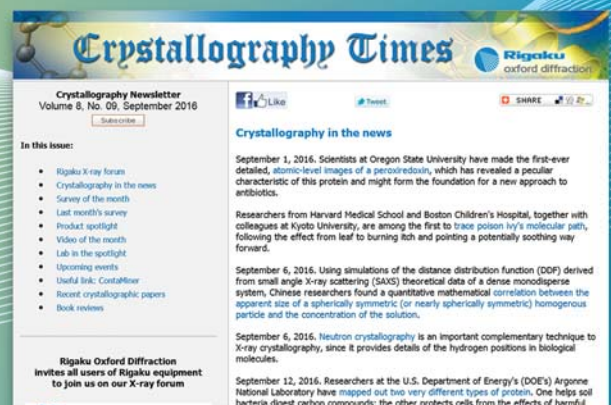 Crystallography Times
Rigaku
oxford diffraction
Crystallography Newsletter
Volume 8, No. 09, September 2016
Subscribe
In this issue:
• Rigaku X-ray forum
• Crystallography in the news
• Survey of the month
• Last month's survey
• Product spotlight
• Video of the month
• Lab in the spotlight
• Upcoming events
• Useful link: ContaMiner
• Recent crystallographic papers
• Book reviews
Rigaku Oxford Diffraction
invites all users of Rigaku equipment
to join us on our X-ray forum
f Like
Tweet
SHARE
Crystallography in the news
September 1, 2016. Scientists at Oregon State University have made the first-ever
detailed, atomic-level images of a peroxiredoxin, which has revealed a peculiar
characteristic of this protein and might form the foundation for a new approach to
antibiotics.
Researchers from Harvard Medical School and Boston Children's Hospital, together with
colleagues at Kyoto University, are among the first to trace poison ivy's molecular path,
following the effect from leaf to burning itch and pointing a potentially soothing way
forward.
September 6, 2016. Using simulations of the distance distribution function (DDF) derived
from small angle X-ray scattering (SAXS) theoretical data of a dense monodisperse
system, Chinese researchers found a quantitative mathematical correlation between the
apparent size of a spherically symmetric (or nearly spherically symmetric) homogenous
particle and the concentration of the solution.
September 6, 2016. Neutron crystallography is an important complementary technique to
X-ray crystallography, since it provides details of the hydrogen positions in biological
molecules.
September 12, 2016. Researchers at the U.S. Department of Energy's (DOE's) Argonne
National Laboratory have mapped out two very different types of protein. One helps soil
bacteria digest carbon compounds; the other protects cells from the effects of harmful